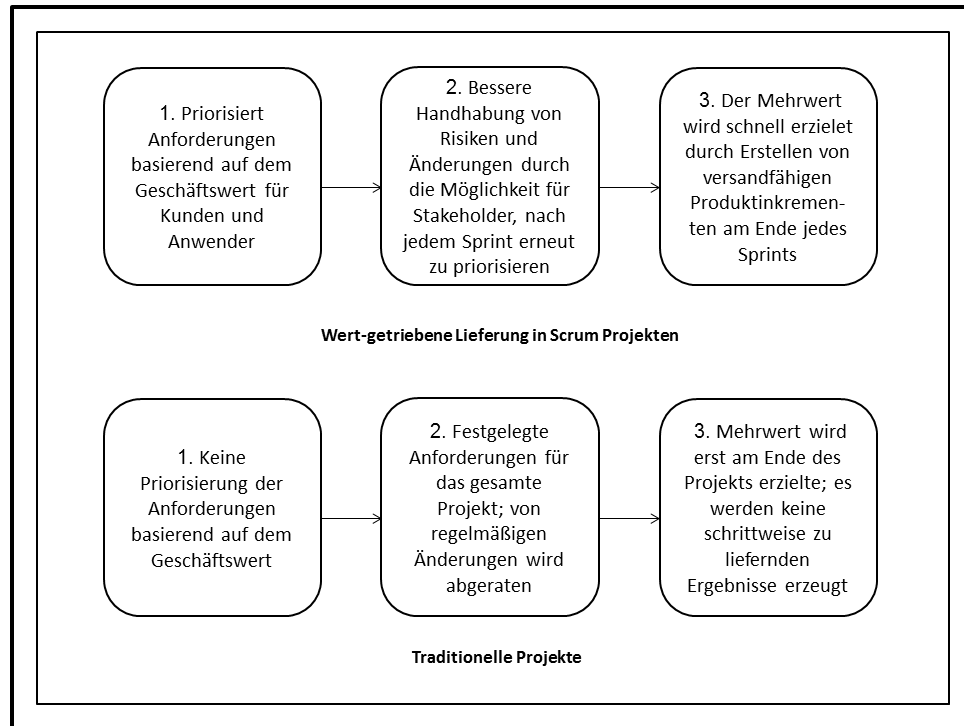 1. Priorisiert
Anforderungen
basierend auf dem
Geschäftswert für
Kunden und
Anwender
2. Bessere
Handhabung von
Risiken und
Änderungen durch
die Möglichkeit für
Stakeholder, nach
jedem Sprint erneut
zu priorisieren
3. Der Mehrwert
wird schnell erzielet
durch Erstellen von
versandfähigen
Produktinkremen-
ten am Ende jedes
Sprints
Wert-getriebene Lieferung in Scrum Projekten
1. Keine
Priorisierung der
Anforderungen
basierend auf dem
Geschäftswert
2. Festgelegte
Anforderungen für
das gesamte
Projekt; von
regelmäßigen
Änderungen wird
abgeraten
3. Mehrwert wird
erst am Ende des
Projekts erzielte; es
werden keine
schrittweise zu
liefernden
Ergebnisse erzeugt
Traditionelle Projekte